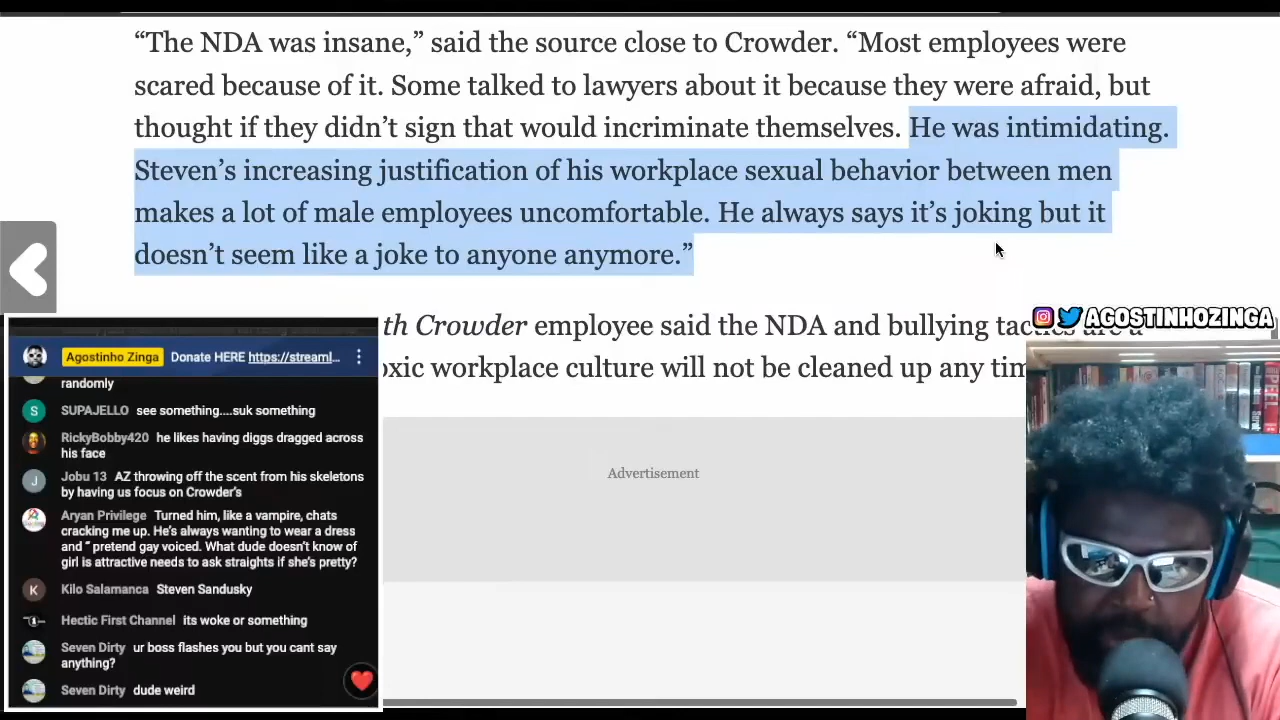 “The NDA was insane,” said the source close to Crowder. “Most employees were
scared because of it. Some talked to lawyers about it because they were afraid, but
thought if they didn’t sign that would incriminate themselves. He was intimidating.
Steven’s increasing justification of his workplace sexual behavior between men
makes a lot of male employees uncomfortable. He always says it’s joking but it
doesn’t seem like a joke to anyone anymore.”
th Crowder employee said the NDA and bullying
workplace culture will not be cleaned up any
Advertisement
AGOSTINHOZINGA
Agostinho Zinga Donate HERE https://streaml...
randomly
SUPAJELLO see something....suk something
RickyBobby420 he likes having diggs dragged across
his face
Jobu 13 AZ throwing off the scent from his skeletons
by having us focus on Crowder's
Aryan Privilege Turned him, like a vampire, chats
cracking me up. He's always wanting to wear a dress
and “ pretend gay voiced. What dude doesn't know of
girl is attractive needs to ask straights if she's pretty?
Kilo Salamanca Steven Sandusky
Hectic First Channel its woke or something
Seven Dirty ur boss flashes you but you cant say
anything?
Seven Dirty dude weird